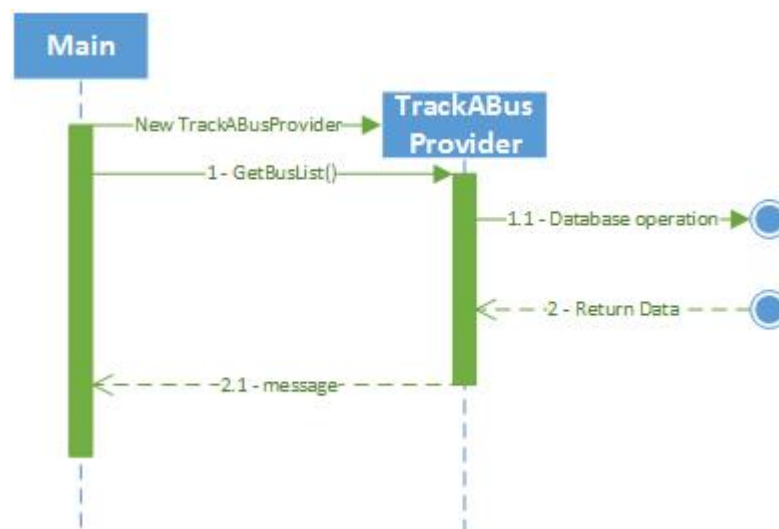 Main
TrackABus
Provider
New TrackABusProvider
1 - GetBusList()
1.1 - Database operation
2 - Return Data
2.1 - message